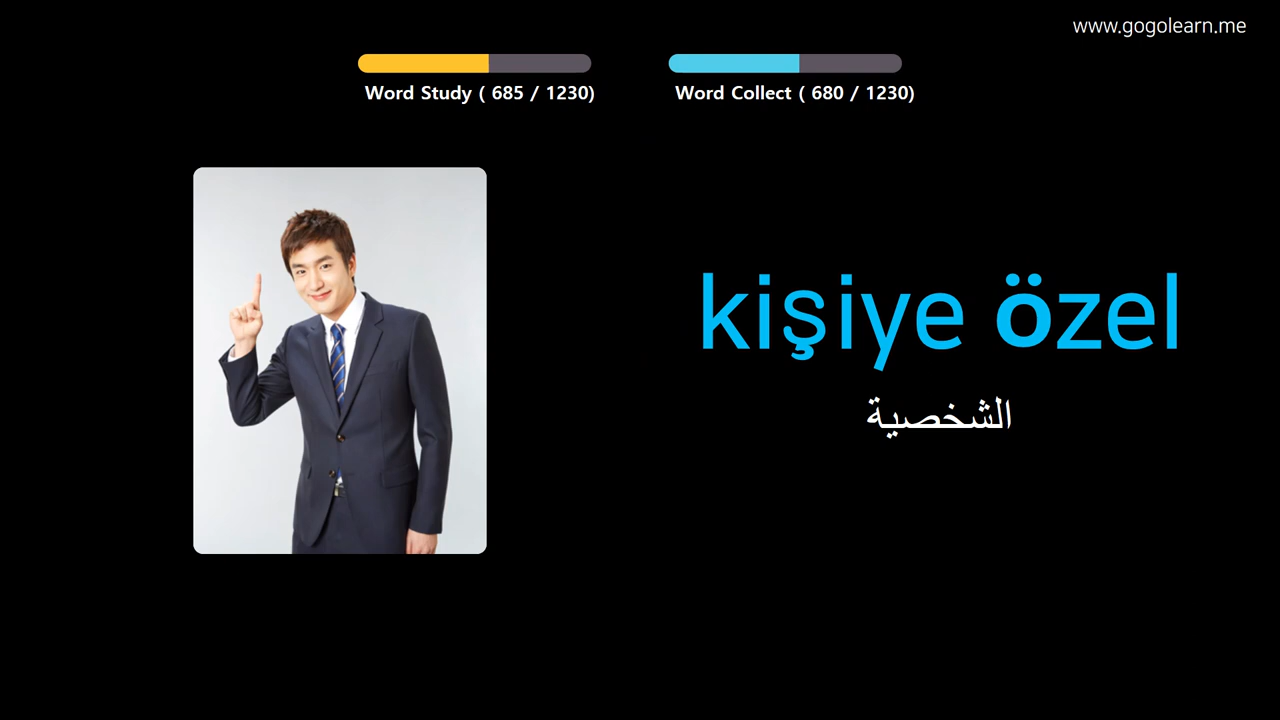 www.gogolearn.me
Word Study ( 685 / 1230)
Word Collect ( 680 / 1230)
kişiye özel
الشخصية